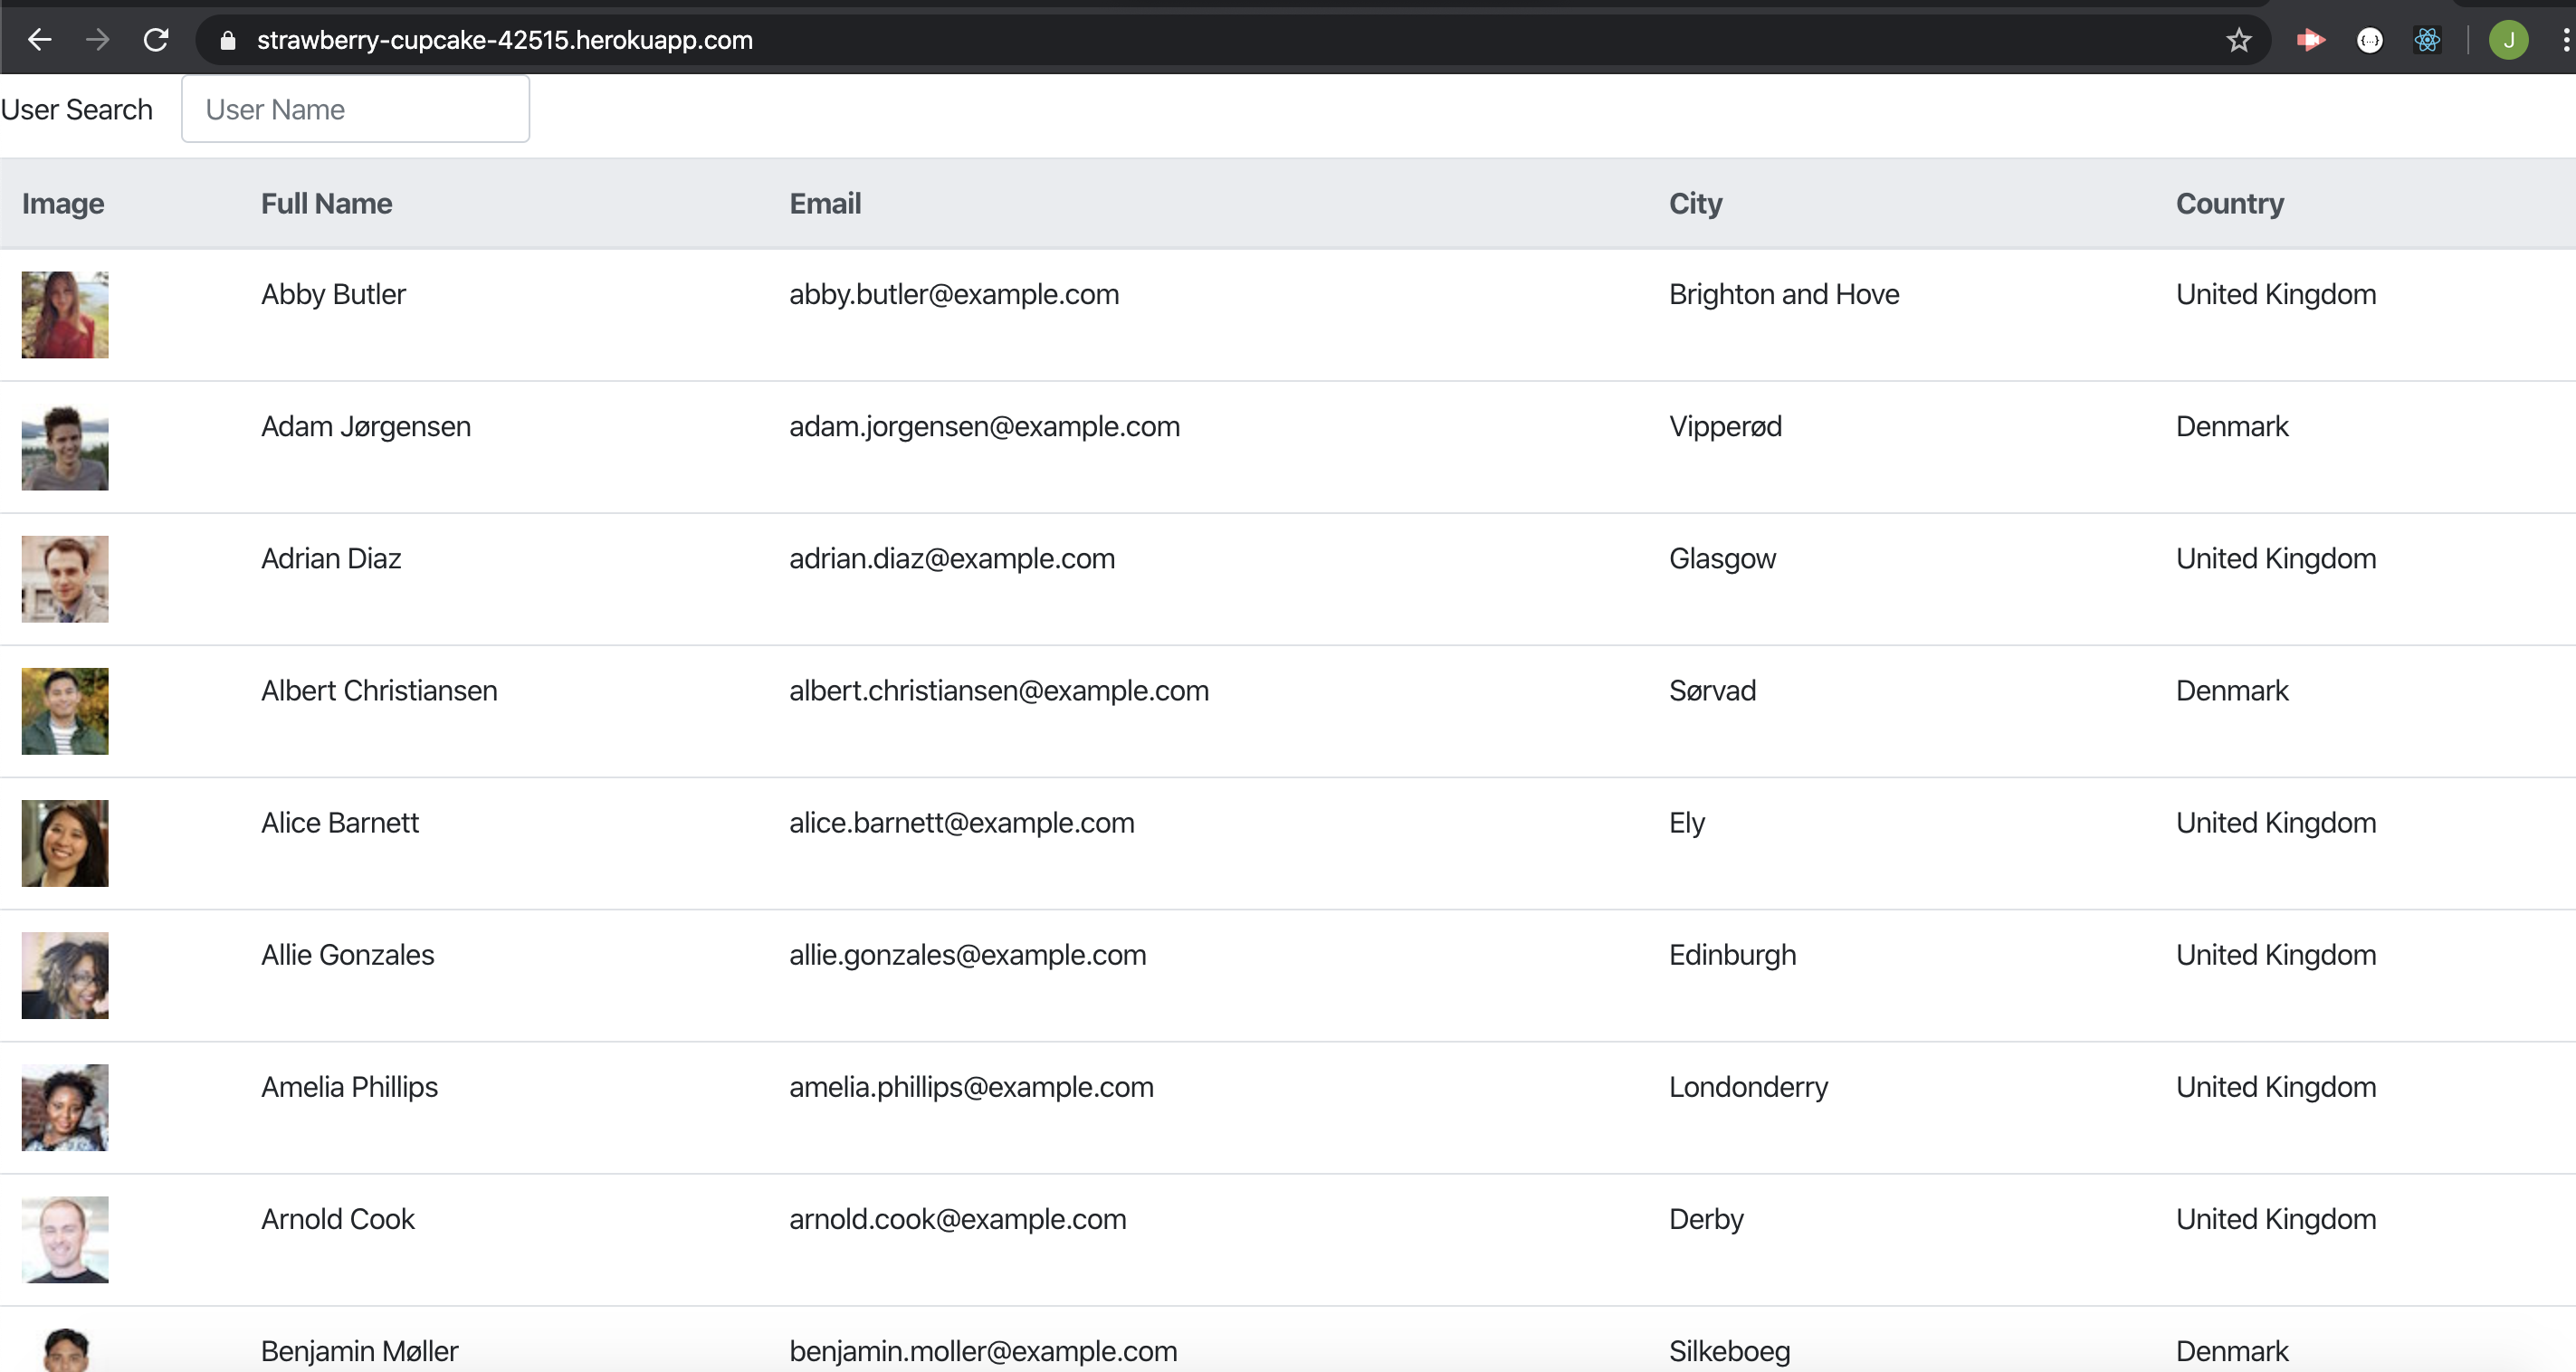 strawberry-cupcake-42515.herokuapp.com
J
User Search User Name
Image Full Name Email City Country
Abby Butler abby.butler@example.com Brighton and Hove United Kingdom
Adam Jørgensen adam.jorgensen@example.com Vipperød Denmark
Adrian Diaz adrian.diaz@example.com Glasgow United Kingdom
Albert Christiansen albert.christiansen@example.com Sørvad Denmark
Alice Barnett alice.barnett@example.com Ely United Kingdom
Allie Gonzales allie.gonzales@example.com Edinburgh United Kingdom
Amelia Phillips amelia.phillips@example.com Londonderry United Kingdom
Arnold Cook arnold.cook@example.com Derby United Kingdom
Benjamin Møller benjamin.moller@example.com Silkeboeg Denmark